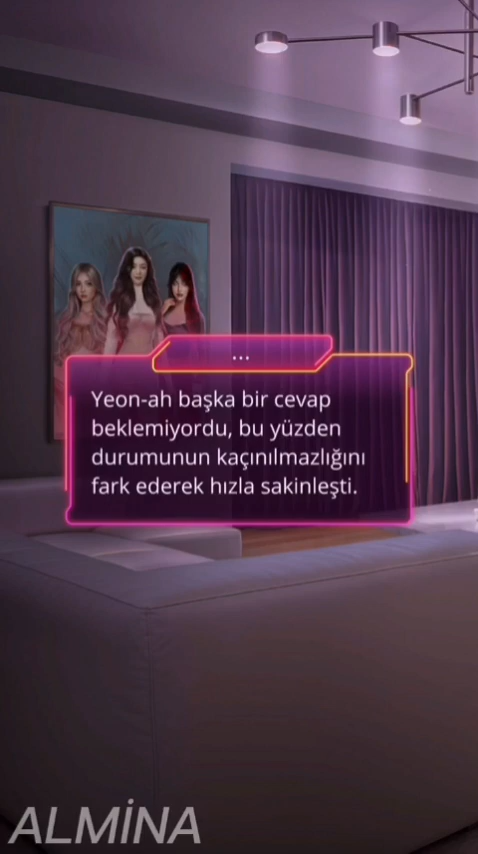 ...
Yeon-ah başka bir cevap
beklemiyordu, bu yüzden
durumunun kaçınılmazlığını
fark ederek hızla sakinleşti.
ALMİNA